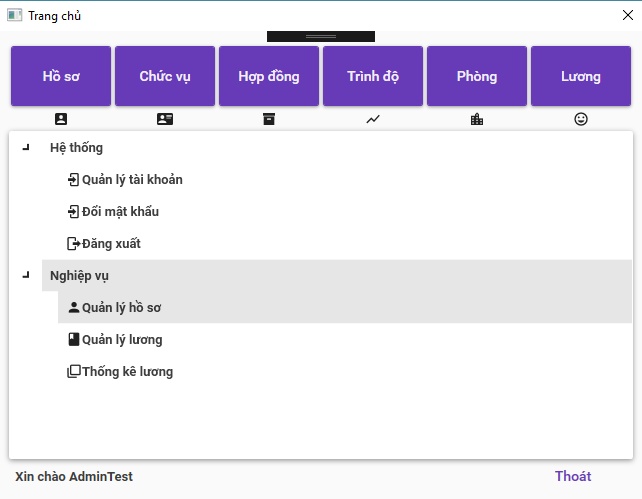 Trang chủ
Hồ sơ Chức vụ Hợp đồng Trình độ Phòng Lương
Hệ thống
Quản lý tài khoản
Đổi mật khẩu
Đăng xuất
Nghiệp vụ
Quản lý hồ sơ
Quản lý lương
Thống kê lương
Xin chào AdminTest Thoát